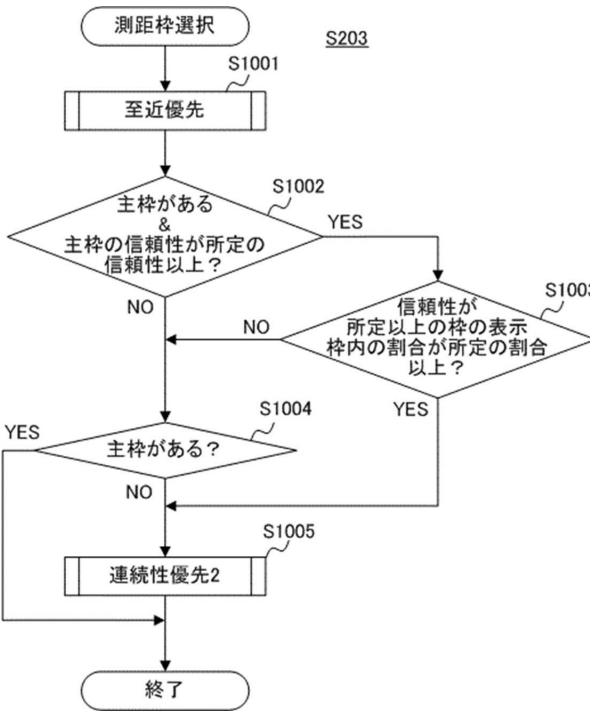 測距枠選択
S203
S1001
至近優先
S1002
主枠がある
&
主枠の信頼性が所定の
信頼性以上？
YES
NO
S1003
信頼性が
所定以上の枠の表示
枠内の割合が所定の割合
以上？
NO
YES
S1004
主枠がある？
YES
NO
S1005
連続性優先2
終了